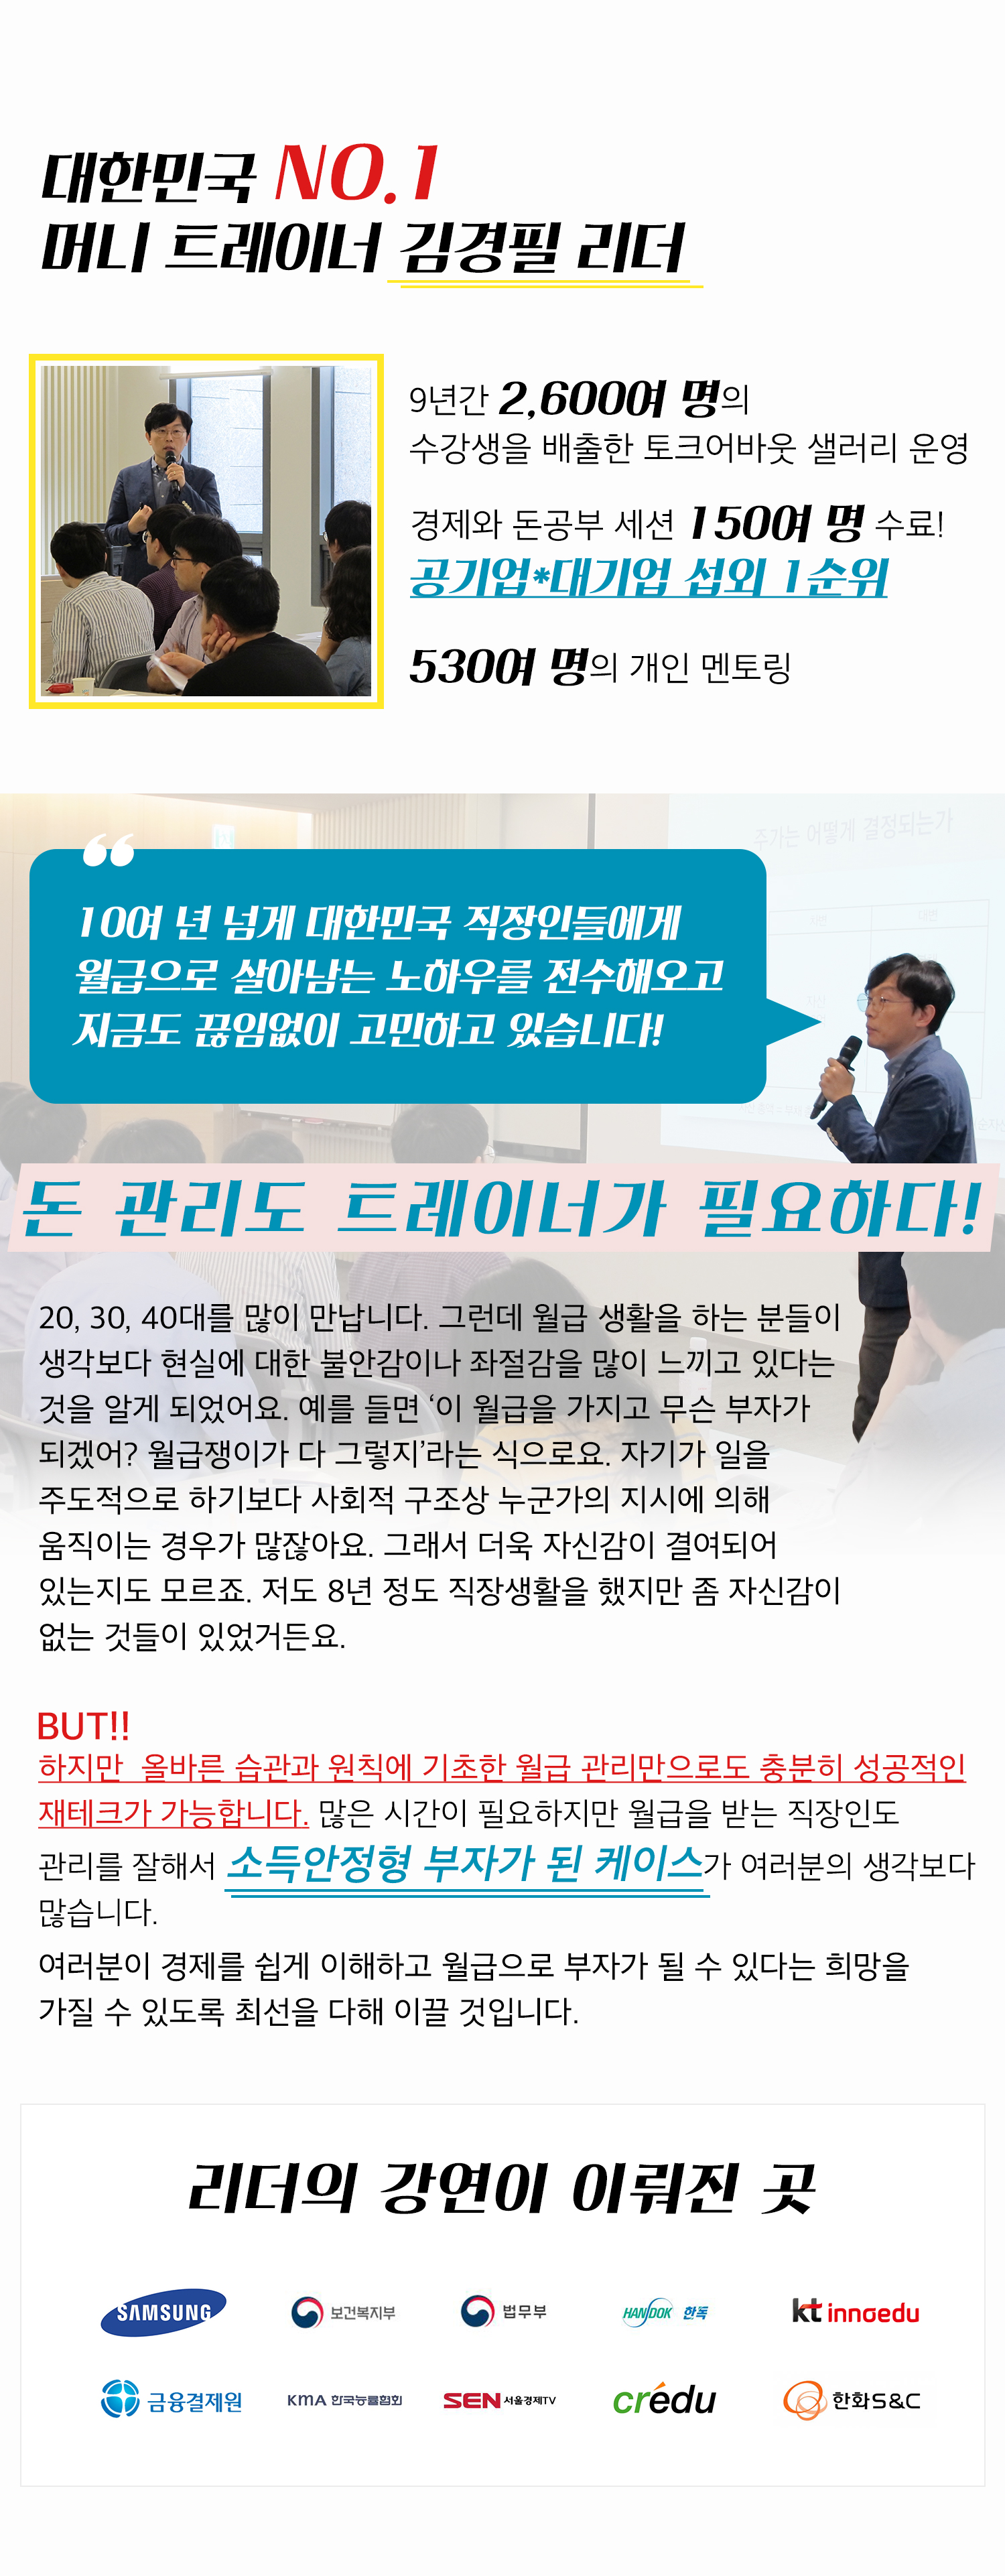 대한민국 NO.1
머니 트레이너 김경필 리더
9년간 2,600여 명의
수강생을 배출한 토크어바웃 샐러리 운영
경제와 돈공부 세션 150여 명 수료!
공기업*대기업 섭외 1순위
530여 명의 개인 멘토링
주가는 어떻게 결정되는가
“
10여 년 넘게 대한민국 직장인들에게
월급으로 살아남는 노하우를 전수해오고
지금도 끊임없이 고민하고 있습니다!
돈 관리도 트레이너가 필요하다!
20, 30, 40대를 많이 만납니다. 그런데 월급 생활을 하는 분들이
생각보다 현실에 대한 불안감이나 좌절감을 많이 느끼고 있다는
것을 알게 되었어요. 예를 들면 ‘이 월급을 가지고 무슨 부자가
되겠어? 월급쟁이가 다 그렇지’라는 식으로요. 자기가 일을
주도적으로 하기보다 사회적 구조상 누군가의 지시에 의해
움직이는 경우가 많잖아요. 그래서 더욱 자신감이 결여되어
있는지도 모르죠. 저도 8년 정도 직장생활을 했지만 좀 자신감이
없는 것들이 있었거든요.
BUT!!
하지만 올바른 습관과 원칙에 기초한 월급 관리만으로도 충분히 성공적인
재테크가 가능합니다. 많은 시간이 필요하지만 월급을 받는 직장인도
관리를 잘해서 소득안정형 부자가 된 케이스가 여러분의 생각보다
많습니다.
여러분이 경제를 쉽게 이해하고 월급으로 부자가 될 수 있다는 희망을
가질 수 있도록 최선을 다해 이끌 것입니다.
리더의 강연이 이뤄진 곳
SAMSUNG 보건복지부 법무부 HANDOK 한독 kt innoedu
금융결제원 KMA 한국능률협회 SEN 서울경제TV crédu 한화S&C